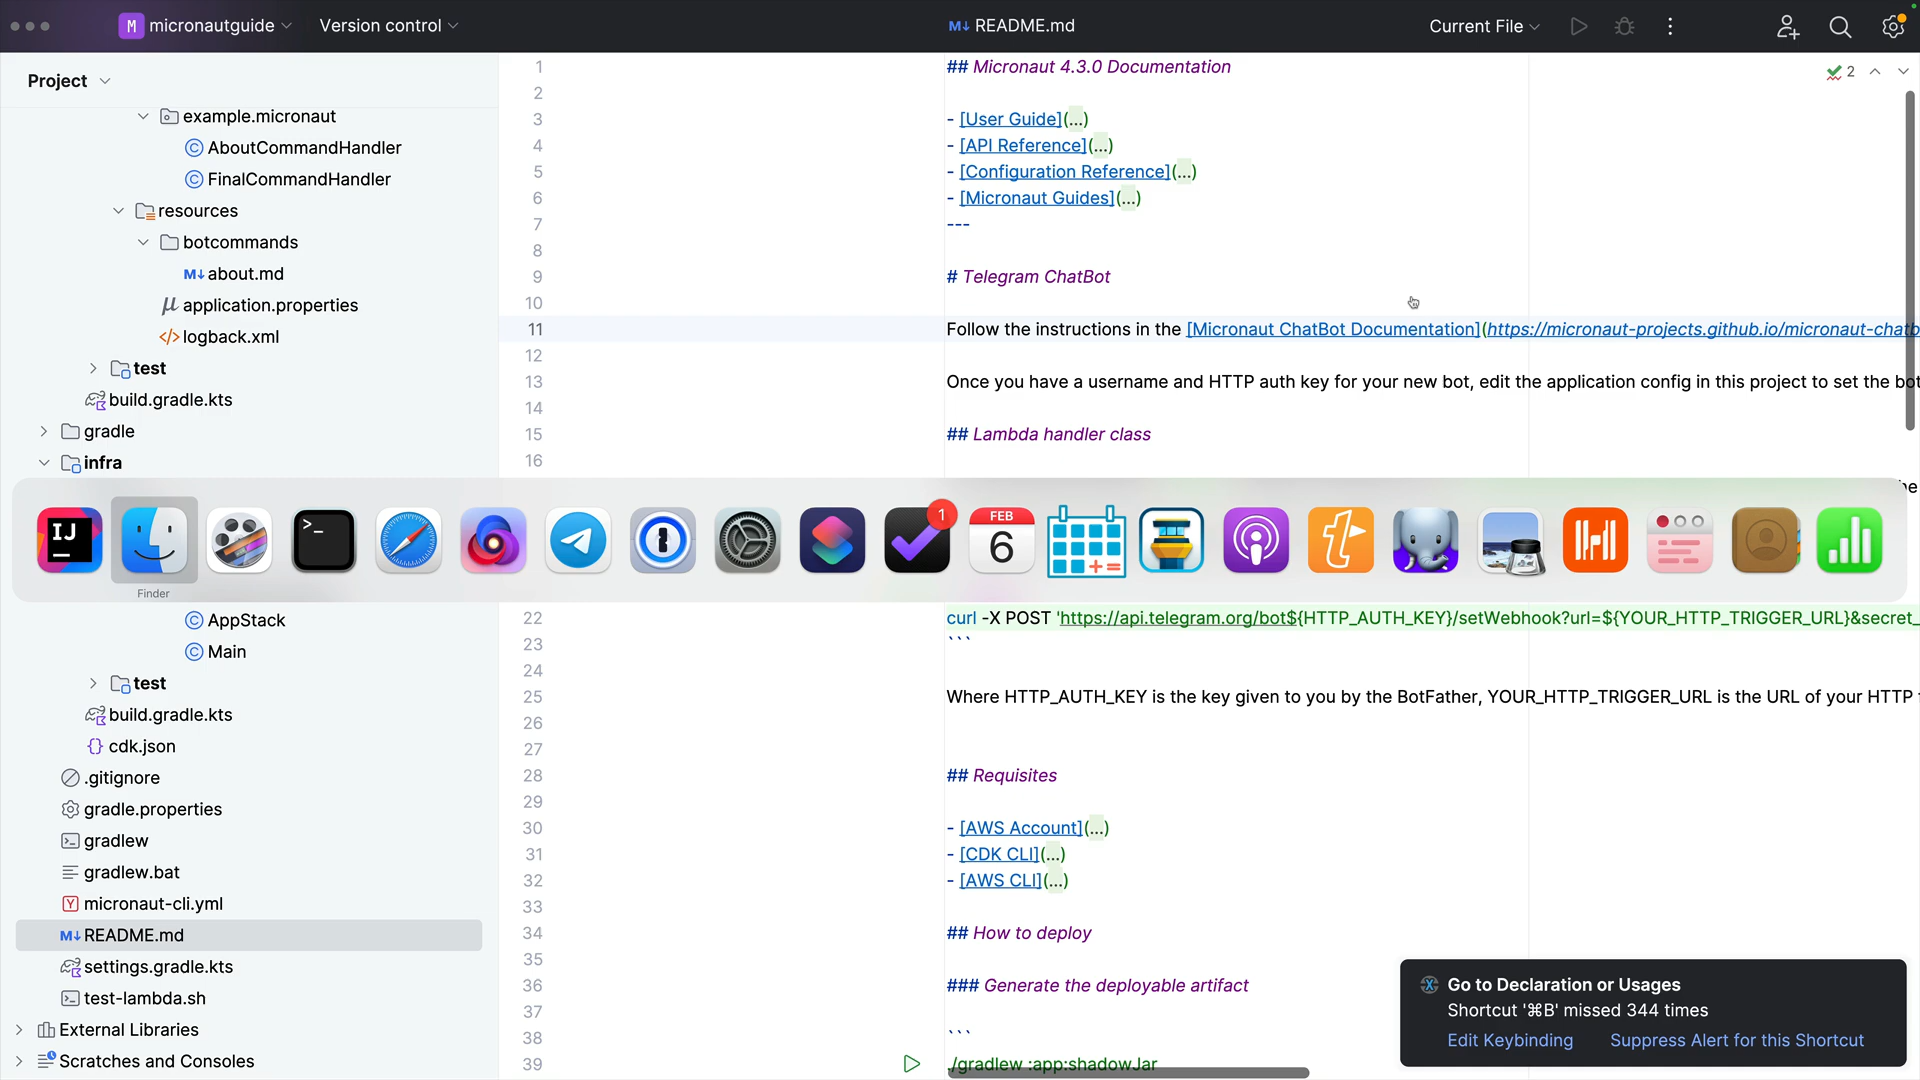 M micronautguide Version control M↓ README.md Current File
Project
2
example.micronaut
AboutCommandHandler
FinalCommandHandler
resources
botcommands
M↓ about.md
application.properties
</> logback.xml
test
build.gradle.kts
gradle
infra
1 ## Micronaut 4.3.0 Documentation
2
3 - [User Guide](...)
4 - [API Reference](...)
5 - [Configuration Reference](...)
6 - [Micronaut Guides](...)
7 ---
8
9 # Telegram ChatBot
10
11 Follow the instructions in the [Micronaut ChatBot Documentation](https://micronaut-projects.github.io/micronaut-chatb
12
13 Once you have a username and HTTP auth key for your new bot, edit the application config in this project to set the bot
14
15 ## Lambda handler class
16
he
IJ >_ 1 FEB 6
Finder
AppStack
Main
test
build.gradle.kts
{} cdk.json
.gitignore
gradle.properties
gradlew
gradlew.bat
Y micronaut-cli.yml
M↓ README.md
settings.gradle.kts
test-lambda.sh
External Libraries
Scratches and Consoles
22 curl -X POST 'https://api.telegram.org/bot${HTTP_AUTH_KEY}/setWebhook?url=${YOUR_HTTP_TRIGGER_URL}&secret_
23 ```
24
25 Where HTTP_AUTH_KEY is the key given to you by the BotFather, YOUR_HTTP_TRIGGER_URL is the URL of your HTTP
26
27
28 ## Requisites
29
30 - [AWS Account](...)
31 - [CDK CLI](...)
32 - [AWS CLI](...)
33
34 ## How to deploy
35
36 ### Generate the deployable artifact
37
38 ```
39 ./gradlew :app:shadowJar
Go to Declaration or Usages
Shortcut '⌘B' missed 344 times
Edit Keybinding Suppress Alert for this Shortcut